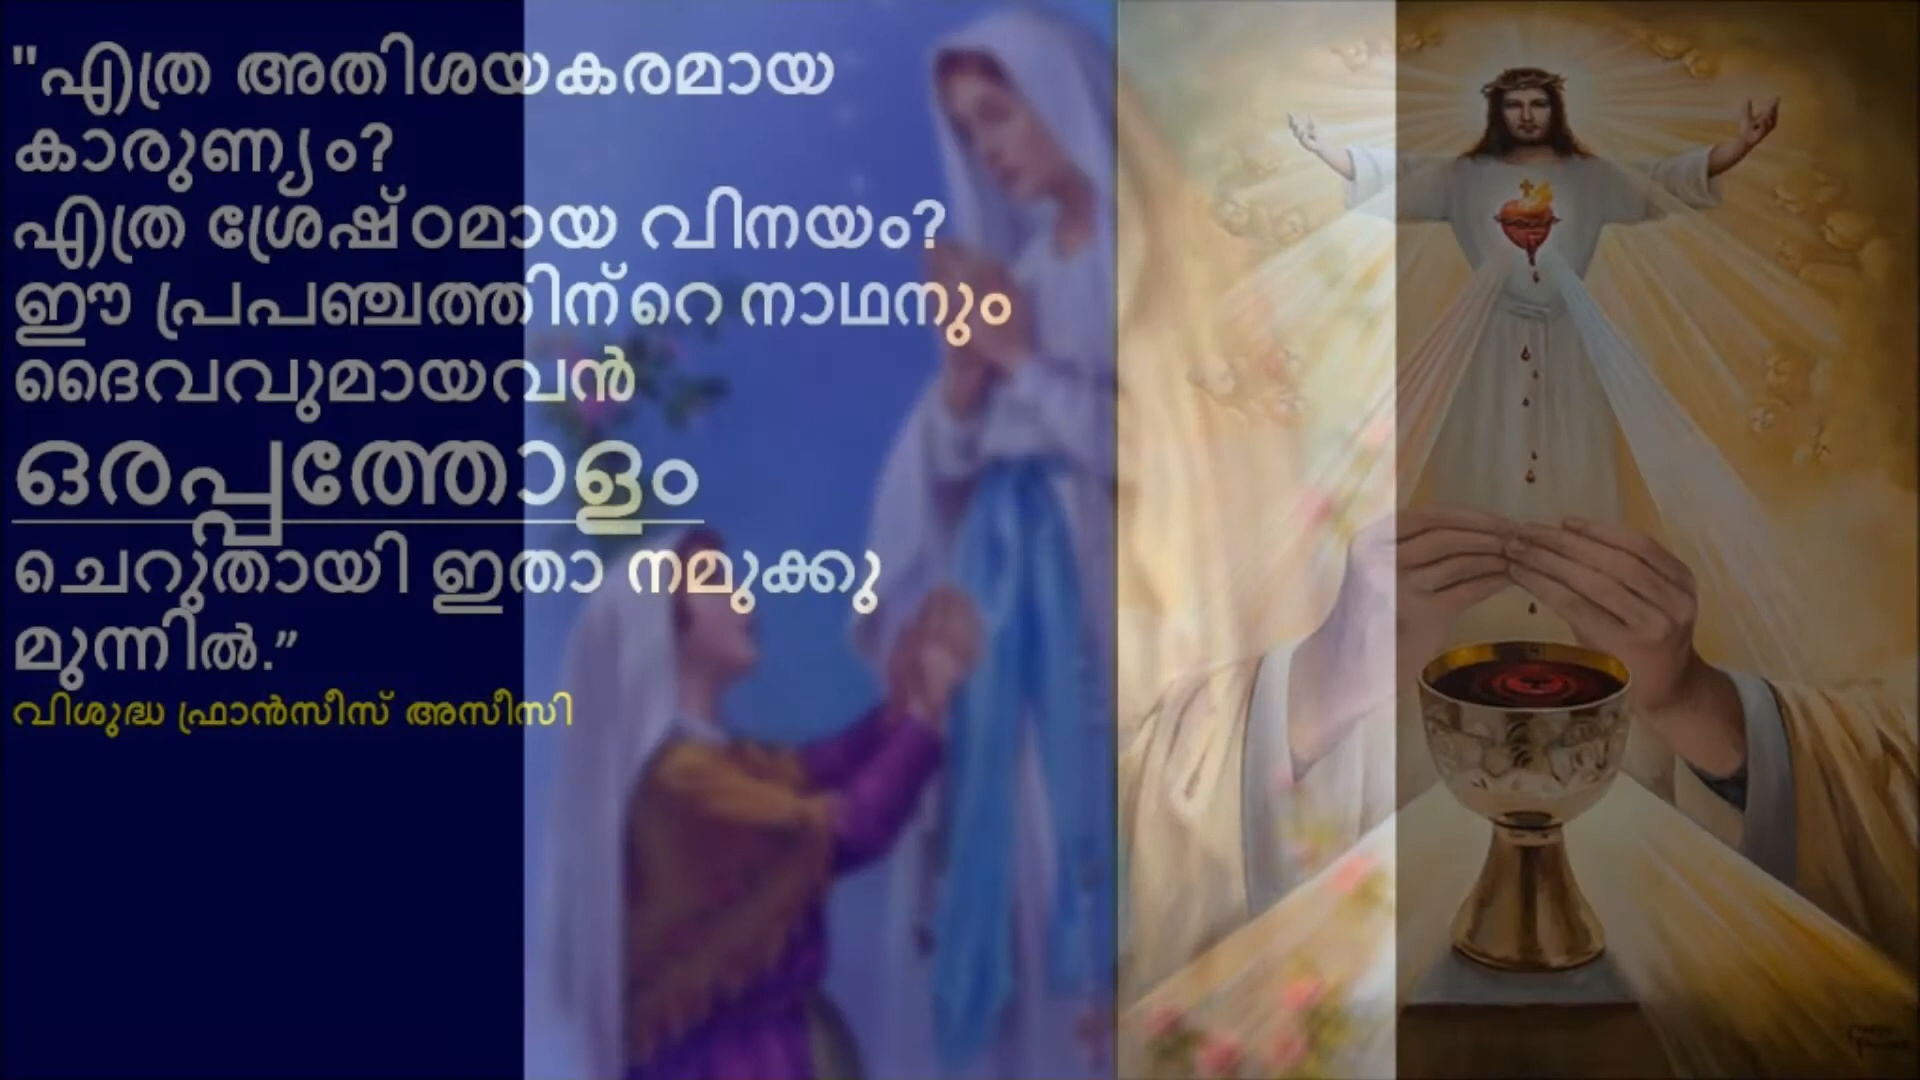 "എത്ര അതിശയകരമായ
കാരുണ്യം?
എത്ര ശ്രേഷ്ഠമായ വിനയം?
ഈ പ്രപഞ്ചത്തിന്റെ നാഥനും
ദൈവവുമായവൻ
ഒരപ്പത്തോളം
ചെറുതായി ഇതാ നമുക്കു
മുന്നിൽ.”
വിശുദ്ധ ഫ്രാൻസീസ് അസീസി